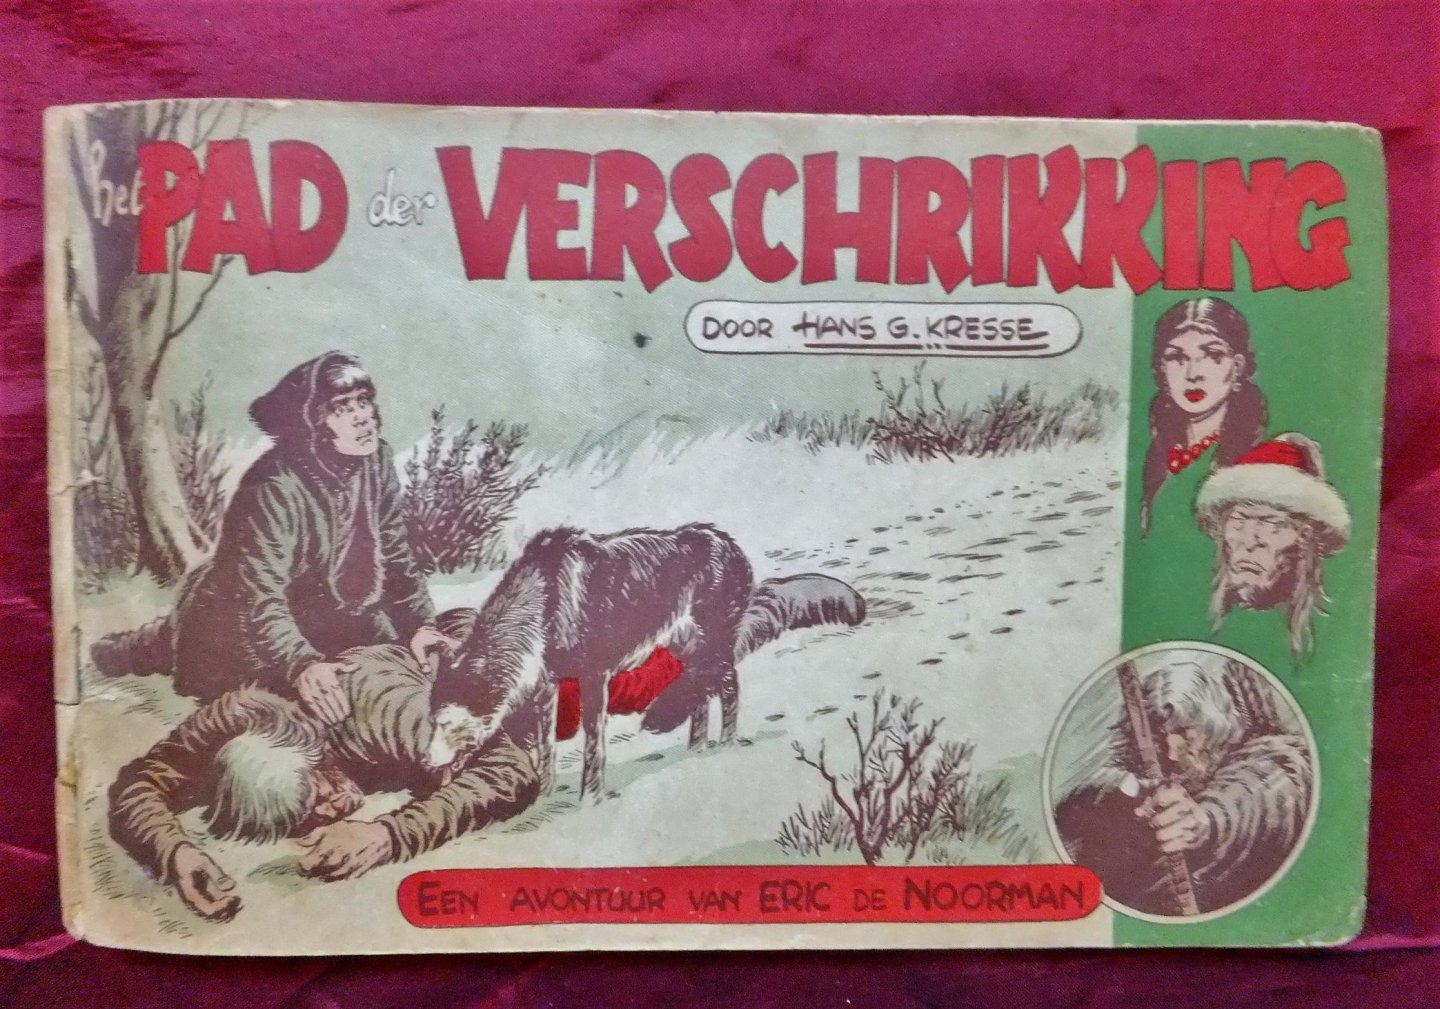 het PAD der VERSCHRIKKING
DOOR HANS G. KRESSE
EEN AVONTUUR VAN ERIC DE NOORMAN